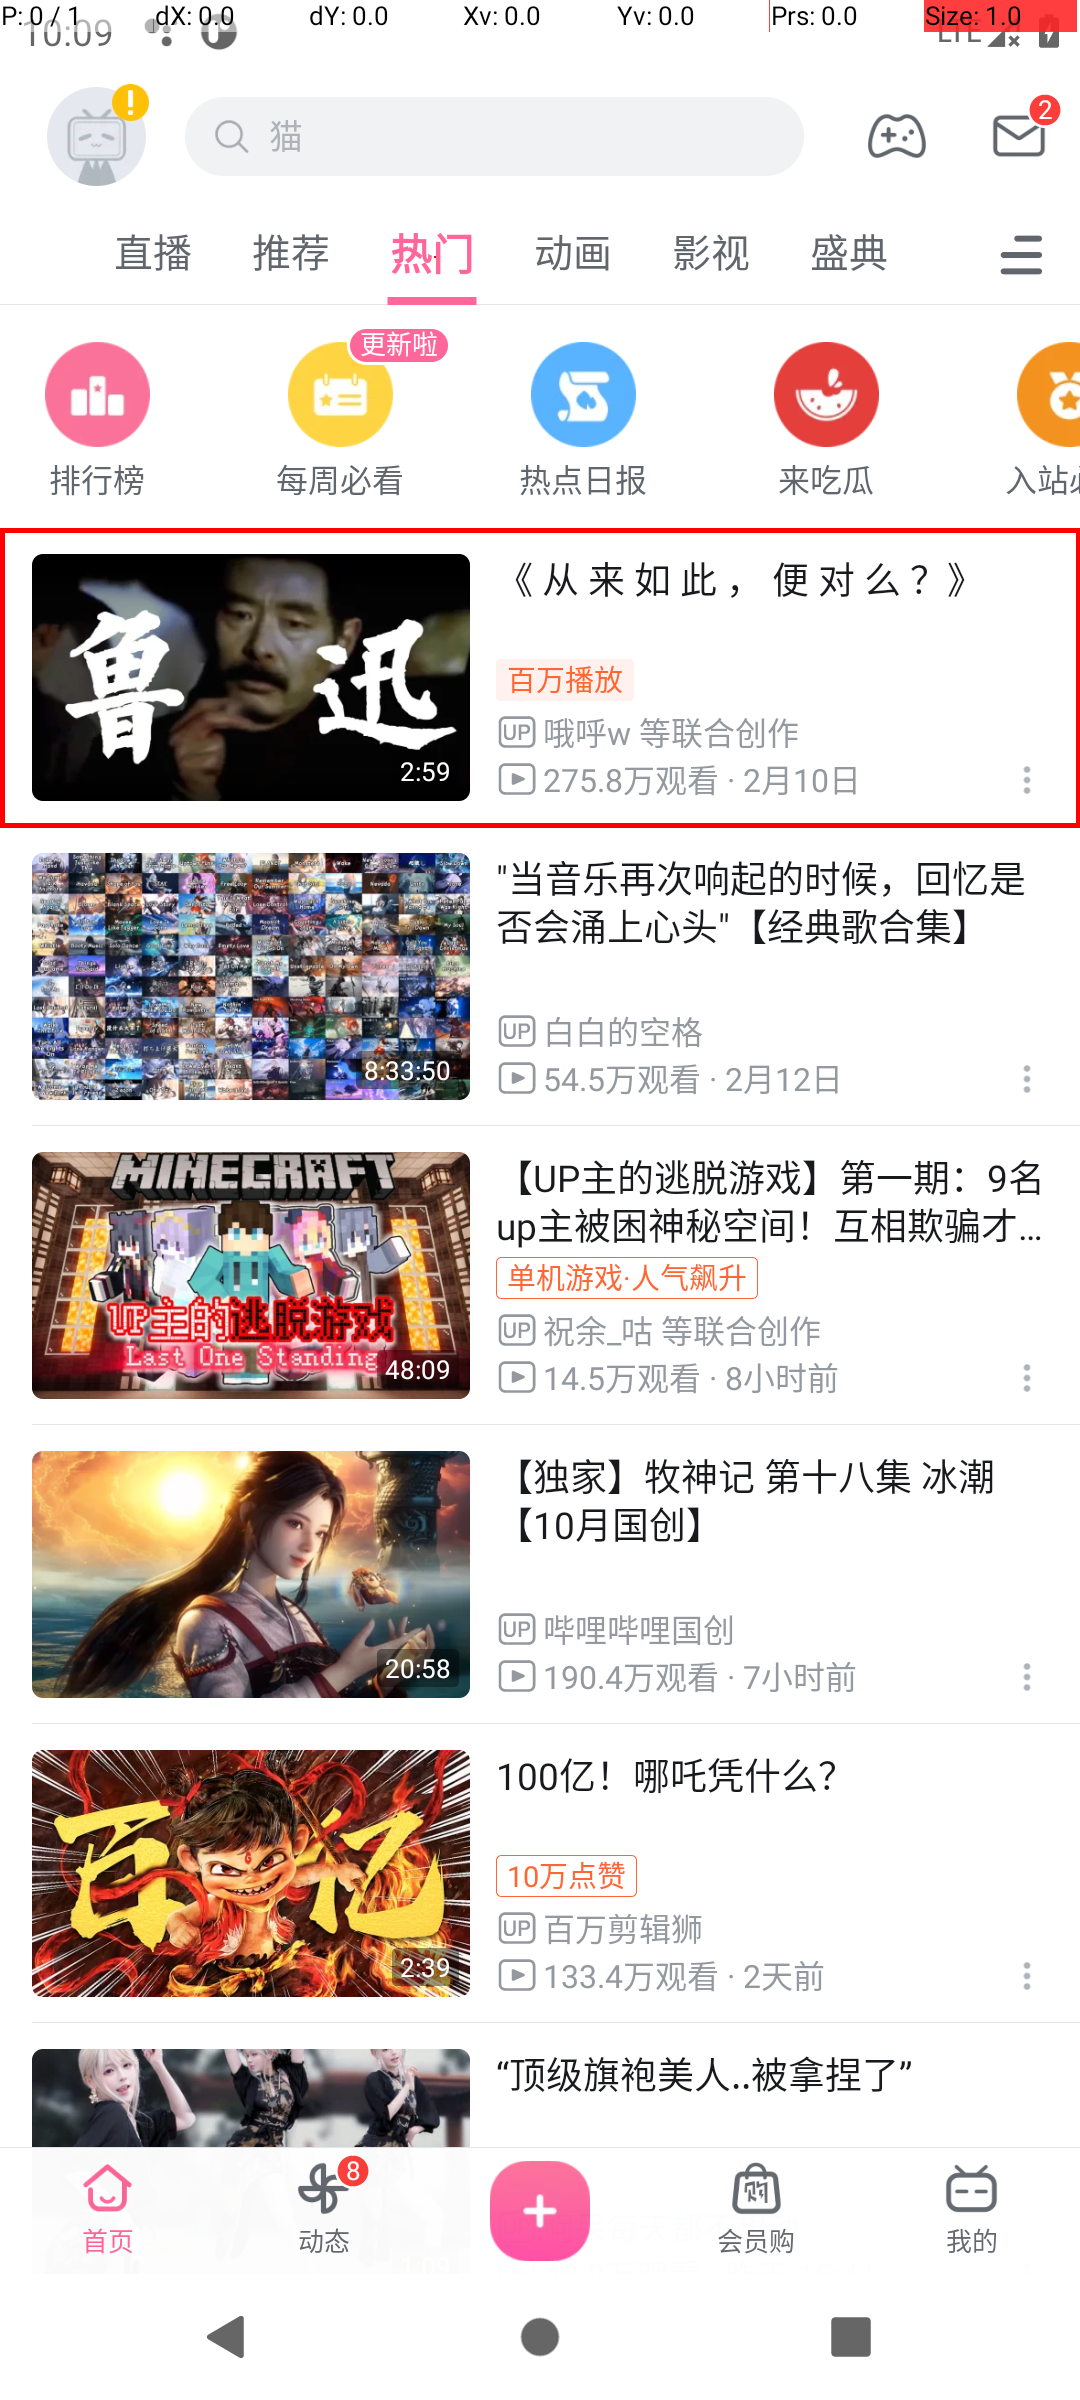 P: 0 / 1 dX: 0.0 dY: 0.0 Xv: 0.0 Yv: 0.0 Prs: 0.0 Size: 1.0
10:09 LTE
猫
2
直播 推荐 热门 动画 影视 盛典
更新啦
排行榜 每周必看 热点日报 来吃瓜 入站必
鲁迅
2:59
《 从 来 如 此 ， 便 对 么 ？》
百万播放
UP 哦呼w 等联合创作
275.8万观看 · 2月10日
8:33:50
"当音乐再次响起的时候，回忆是
否会涌上心头"【经典歌合集】
UP 白白的空格
54.5万观看 · 2月12日
MINECRAFT
UP主的逃脱游戏
Last One Standing
48:09
【UP主的逃脱游戏】第一期：9名
up主被困神秘空间！互相欺骗才...
单机游戏·人气飙升
UP 祝余_咕 等联合创作
14.5万观看 · 8小时前
20:58
【独家】牧神记 第十八集 冰潮
【10月国创】
UP 哔哩哔哩国创
190.4万观看 · 7小时前
百亿
2:39
100亿！哪吒凭什么？
10万点赞
UP 百万剪辑狮
133.4万观看 · 2天前
“顶级旗袍美人..被拿捏了”
8
首页 动态 会员购 我的